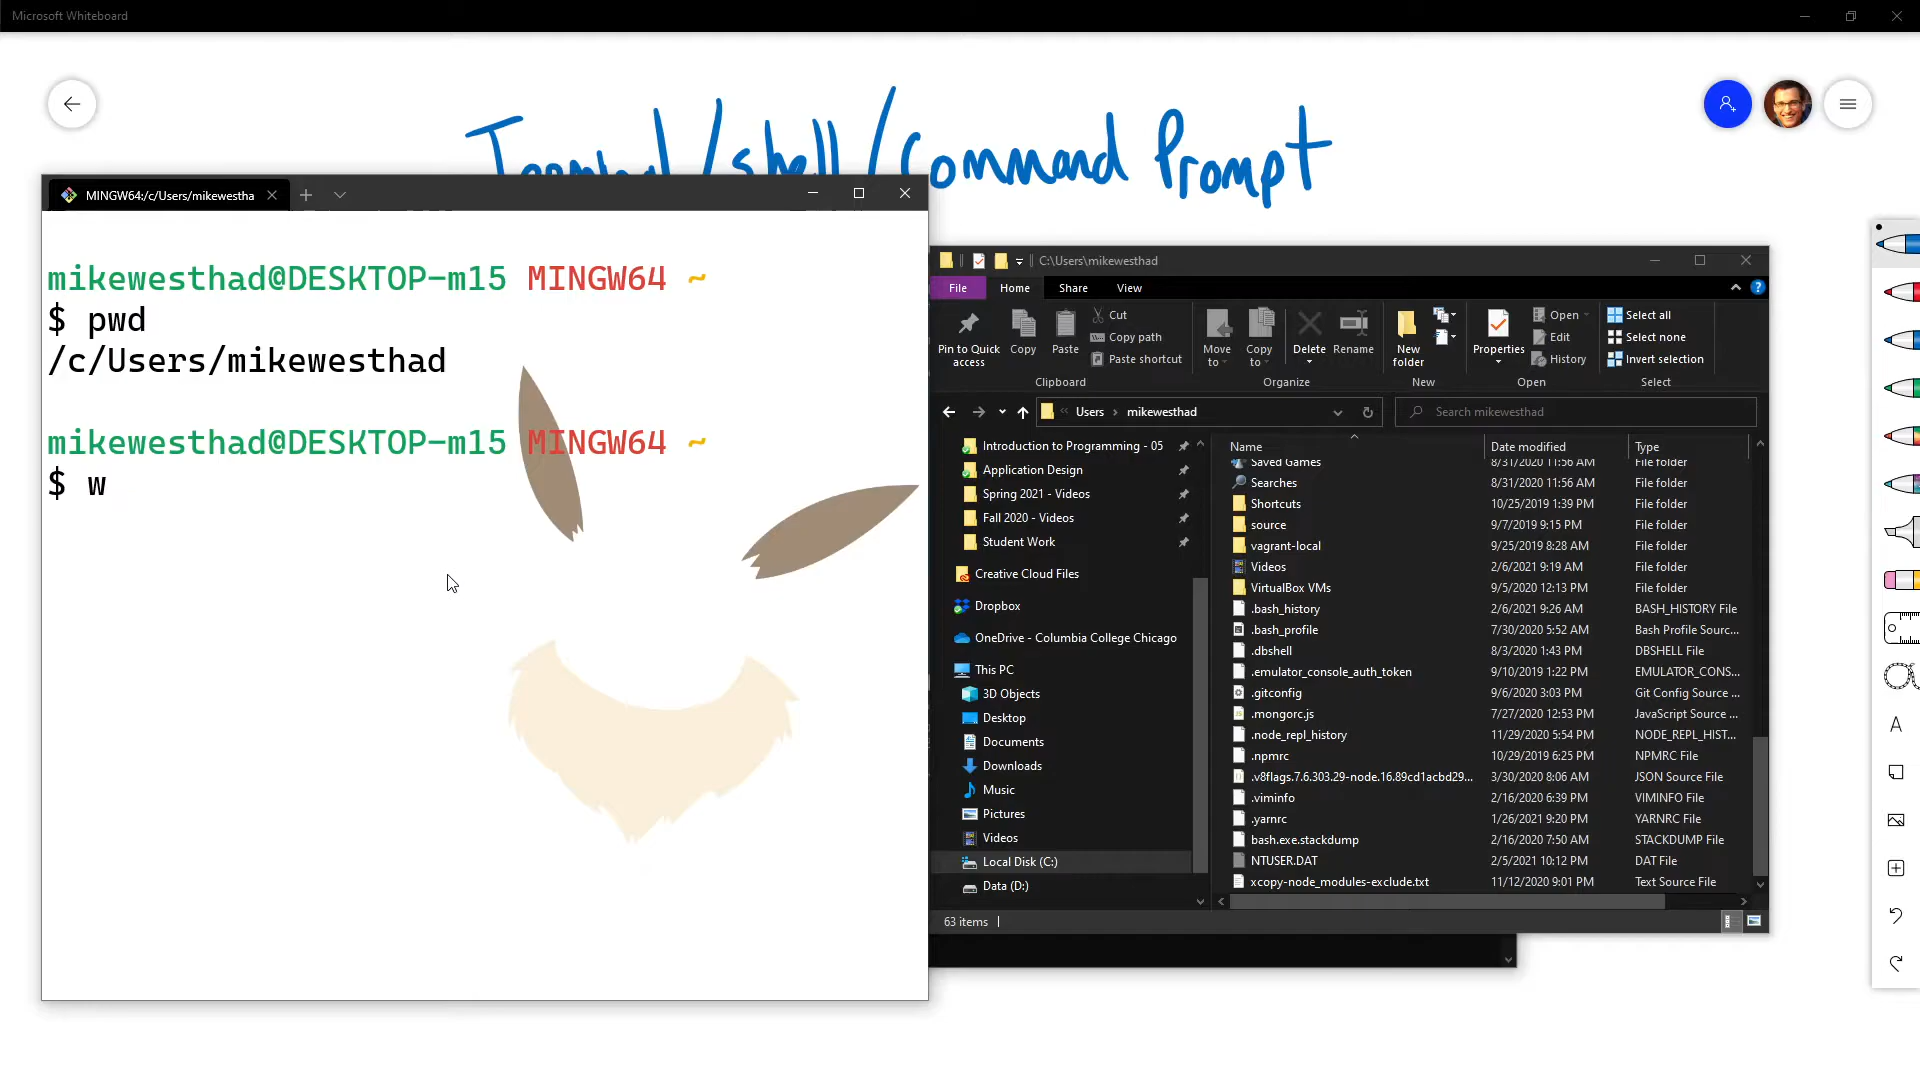 Microsoft Whiteboard
Terminal/shell/Command Prompt
MINGW64:/c/Users/mikewestha
mikewesthad@DESKTOP-m15 MINGW64 ~
$ pwd
/c/Users/mikewesthad
mikewesthad@DESKTOP-m15 MINGW64 ~
$ w
C:\Users\mikewesthad
File Home Share View
Pin to Quick access
Copy
Paste
Cut
Copy path
Paste shortcut
Move to
Copy to
Delete
Rename
New folder
Properties
Open
Edit
History
Select all
Select none
Invert selection
Clipboard Organize New Open Select
« Users › mikewesthad
Search mikewesthad
Introduction to Programming - 05
Application Design
Spring 2021 - Videos
Fall 2020 - Videos
Student Work
Creative Cloud Files
Dropbox
OneDrive - Columbia College Chicago
This PC
3D Objects
Desktop
Documents
Downloads
Music
Pictures
Videos
Local Disk (C:)
Data (D:)
Name Date modified Type
Saved Games 8/31/2020 11:56 AM File folder
Searches 8/31/2020 11:56 AM File folder
Shortcuts 10/25/2019 1:39 PM File folder
source 9/7/2019 9:15 PM File folder
vagrant-local 9/25/2019 8:28 AM File folder
Videos 2/6/2021 9:19 AM File folder
VirtualBox VMs 9/5/2020 12:13 PM File folder
.bash_history 2/6/2021 9:26 AM BASH_HISTORY File
.bash_profile 7/30/2020 5:52 AM Bash Profile Sourc...
.dbshell 8/3/2020 1:43 PM DBSHELL File
.emulator_console_auth_token 9/10/2019 1:22 PM EMULATOR_CONS...
.gitconfig 9/6/2020 3:03 PM Git Config Source ...
.mongorc.js 7/27/2020 12:53 PM JavaScript Source ...
.node_repl_history 11/29/2020 5:54 PM NODE_REPL_HIST...
.npmrc 10/29/2019 6:25 PM NPMRC File
.v8flags.7.6.303.29-node.16.89cd1acbd29... 3/30/2020 8:06 AM JSON Source File
.viminfo 2/16/2020 6:39 PM VIMINFO File
.yarnrc 1/26/2021 9:20 PM YARNRC File
bash.exe.stackdump 2/16/2020 7:50 AM STACKDUMP File
NTUSER.DAT 2/5/2021 10:12 PM DAT File
xcopy-node_modules-exclude.txt 11/12/2020 9:01 PM Text Source File
63 items